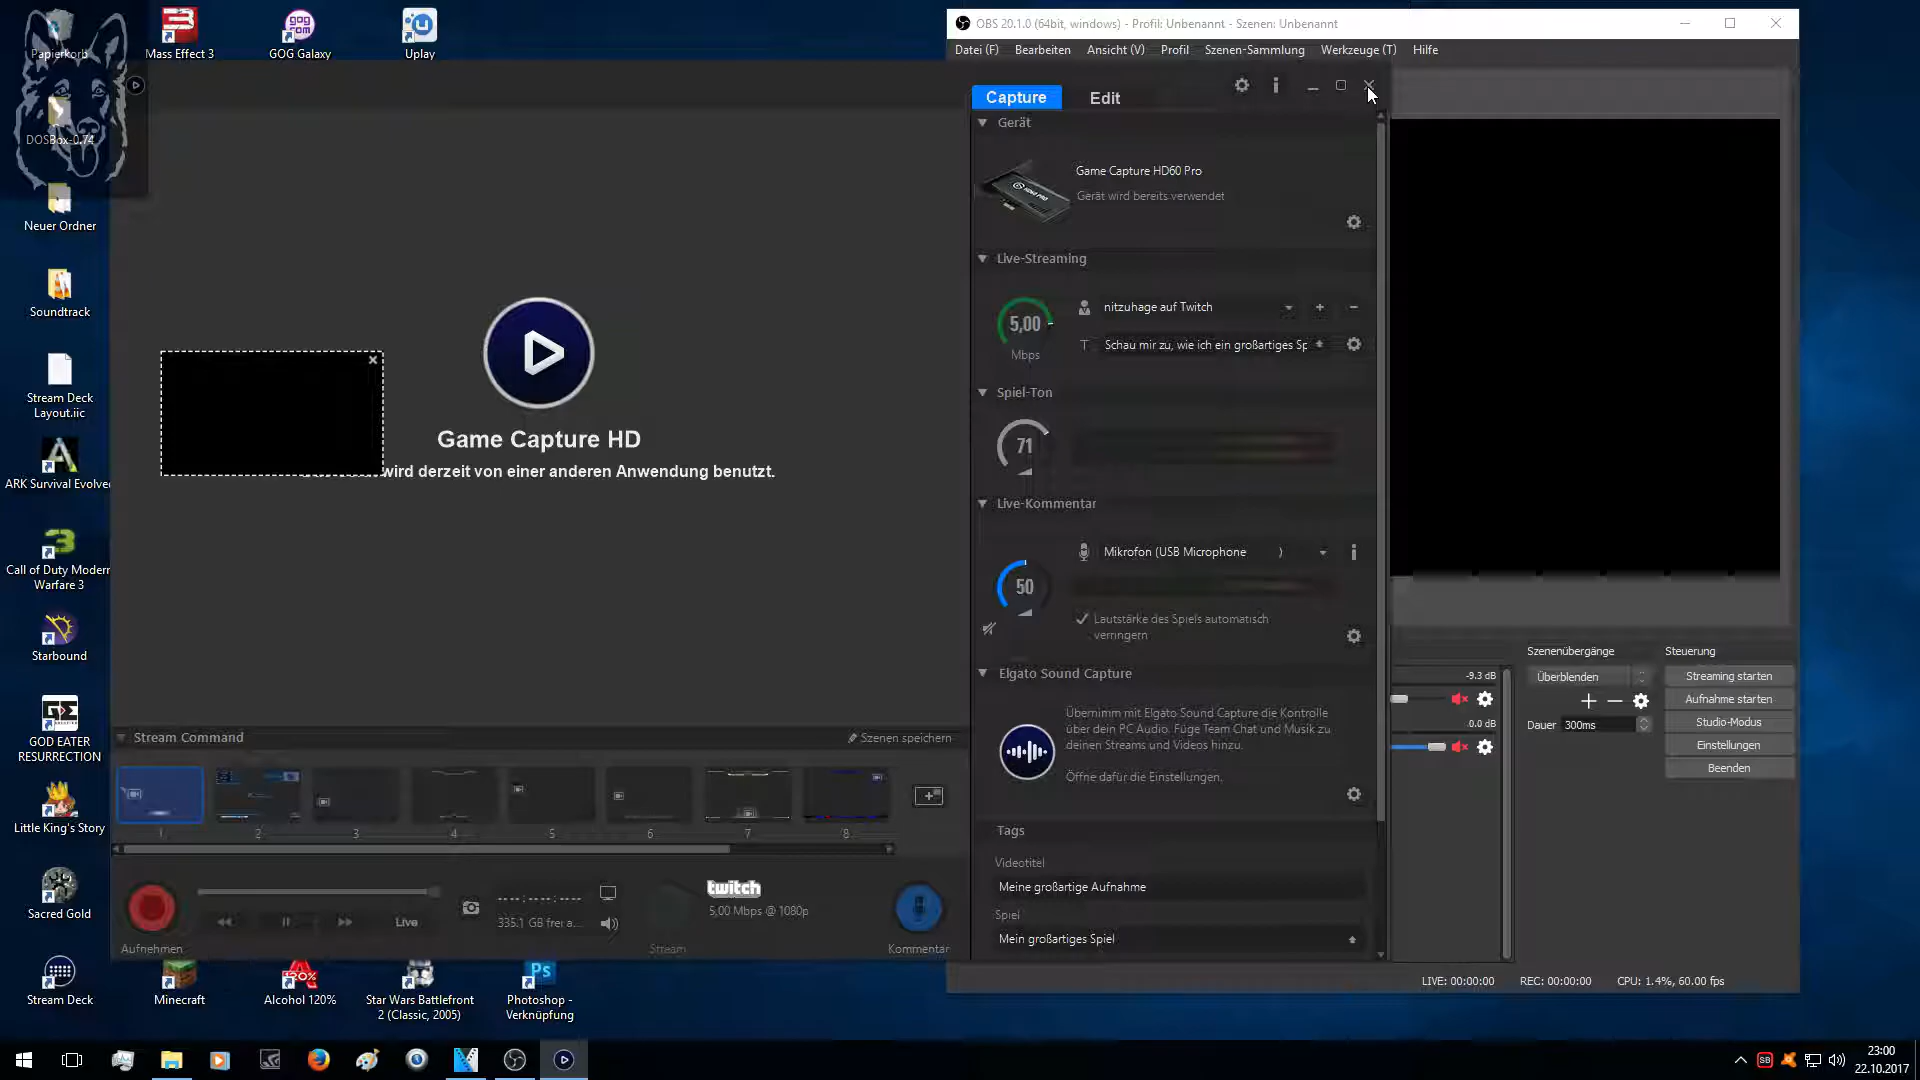 Papierkorb
Mass Effect 3
GOG Galaxy
Uplay
DOSBox-0.74
Neuer Ordner
Soundtrack
Stream Deck
Layout.iic
ARK Survival Evolved
Call of Duty Modern
Warfare 3
Starbound
GOD EATER
RESURRECTION
Little King's Story
Sacred Gold
Stream Deck
Minecraft
Alcohol 120%
Star Wars Battlefront
2 (Classic, 2005)
Photoshop -
Verknüpfung
OBS 20.1.0 (64bit, windows) - Profil: Unbenannt - Szenen: Unbenannt
Datei (F) Bearbeiten Ansicht (V) Profil Szenen-Sammlung Werkzeuge (T) Hilfe
Capture Edit
Gerät
Game Capture HD60 Pro
Gerät wird bereits verwendet
Live-Streaming
5,00
Mbps
nitzuhage auf Twitch
Schau mir zu, wie ich ein großartiges Sp
Spiel-Ton
71
Live-Kommentar
Mikrofon (USB Microphone )
50
Lautstärke des Spiels automatisch
verringern
Elgato Sound Capture
Übernimm mit Elgato Sound Capture die Kontrolle
über dein PC Audio. Füge Team Chat und Musik zu
deinen Streams und Videos hinzu.
Öffne dafür die Einstellungen.
Tags
Videotitel
Meine großartige Aufnahme
Spiel
Mein großartiges Spiel
Game Capture HD
wird derzeit von einer anderen Anwendung benutzt.
Stream Command
Szenen speichern
1 2 3 4 5 6 7 8
Aufnehmen
Live
--:--:--
335.1 GB frei a...
Stream
twitch
5,00 Mbps @ 1080p
Kommentar
-9.3 dB
0.0 dB
Szenenübergänge
Überblenden
Dauer 300ms
Steuerung
Streaming starten
Aufnahme starten
Studio-Modus
Einstellungen
Beenden
LIVE: 00:00:00 REC: 00:00:00 CPU: 1.4%, 60.00 fps
23:00
22.10.2017